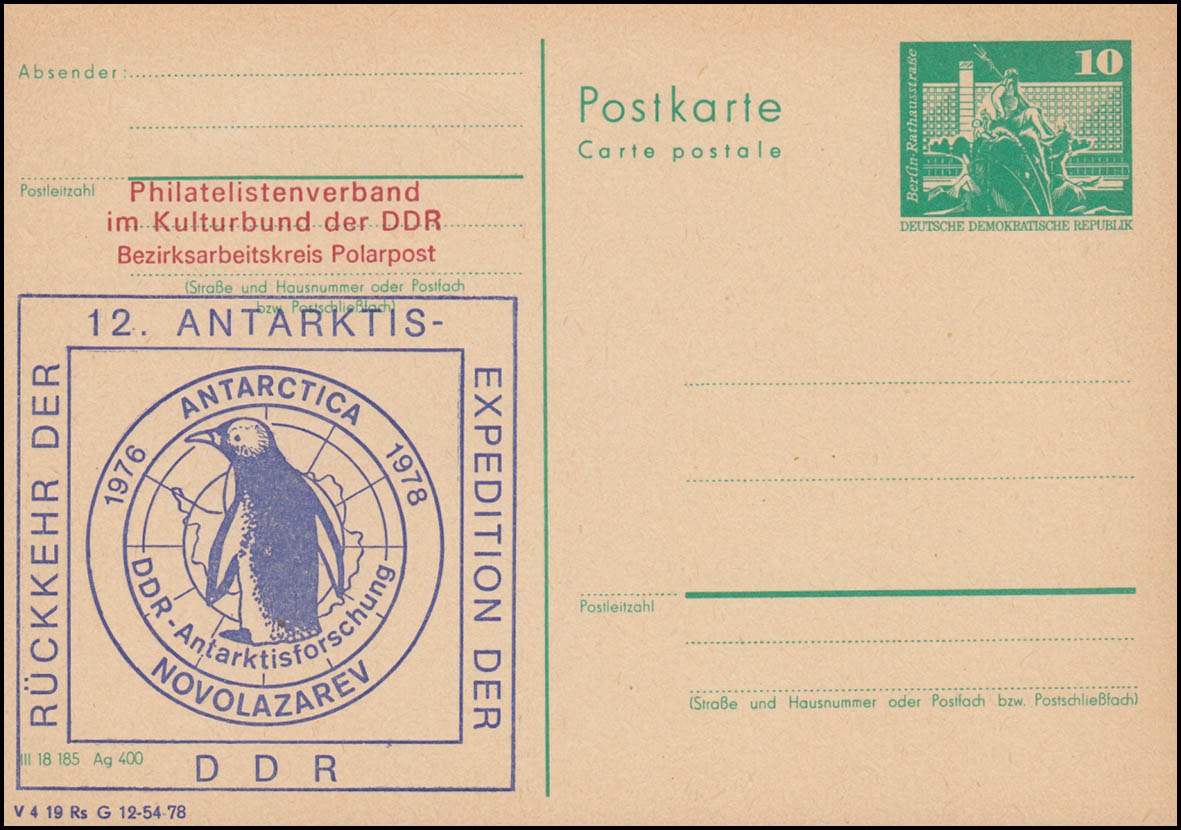 Absender:
Postleitzahl
Philatelistenverband
im Kulturbund der DDR
Bezirksarbeitskreis Polarpost
(Straße und Hausnummer oder Postfach
bzw. Postschließfach)
RÜCKKEHR DER
12. ANTARKTIS-
EXPEDITION DER
DDR
ANTARCTICA
1976
1978
DDR-Antarktisforschung
NOVOLAZAREV
III 18 185 Ag 400
V 4 19 Rs G 12-54-78
Postkarte
Carte postale
10
Berlin-Rathausstraße
DEUTSCHE DEMOKRATISCHE REPUBLIK
Postleitzahl
(Straße und Hausnummer oder Postfach bzw. Postschließfach)